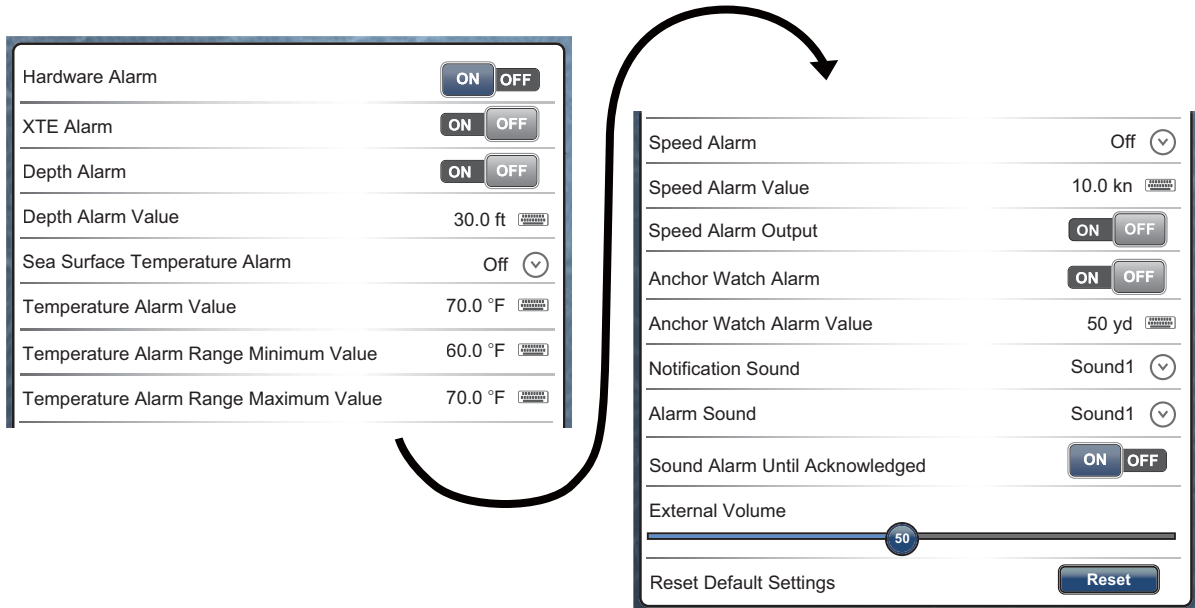 Hardware Alarm ON OFF
XTE Alarm ON OFF
Depth Alarm ON OFF
Depth Alarm Value 30.0 ft
Sea Surface Temperature Alarm Off
Temperature Alarm Value 70.0 °F
Temperature Alarm Range Minimum Value 60.0 °F
Temperature Alarm Range Maximum Value 70.0 °F
Speed Alarm Off
Speed Alarm Value 10.0 kn
Speed Alarm Output ON OFF
Anchor Watch Alarm ON OFF
Anchor Watch Alarm Value 50 yd
Notification Sound Sound1
Alarm Sound Sound1
Sound Alarm Until Acknowledged ON OFF
External Volume
50
Reset Default Settings Reset